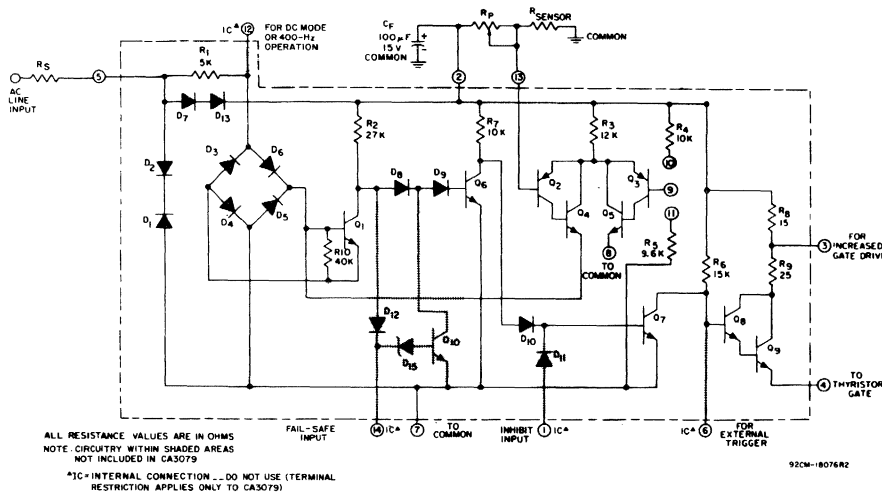 IC▲ 12
FOR DC MODE
OR 400-Hz
OPERATION
CF
100µF
15V
COMMON
+
-
RP
RSENSOR
COMMON
RS
5
AC
LINE
INPUT
R1
5K
2
13
D7
D13
R2
27K
R7
10K
R3
12K
R4
10K
10
D2
D3
D6
D8
D9
Q6
Q2
Q3
9
D1
D4
D5
Q1
Q4
Q5
11
R8
15
R10
40K
8
TO
COMMON
R5
9.6K
3
FOR
INCREASED
GATE DRIVE
R6
15K
R9
25
D12
Q10
D15
D10
D11
Q7
Q8
Q9
4
TO
THYRISTOR
GATE
ALL RESISTANCE VALUES ARE IN OHMS
NOTE: CIRCUITRY WITHIN SHADED AREAS
NOT INCLUDED IN CA3079
▲IC=INTERNAL CONNECTION __ DO NOT USE (TERMINAL
RESTRICTION APPLIES ONLY TO CA3079)
FAIL-SAFE
INPUT
14 IC▲
7
TO
COMMON
INHIBIT
INPUT
1 IC▲
IC▲ 6
FOR
EXTERNAL
TRIGGER
92CM-18076R2